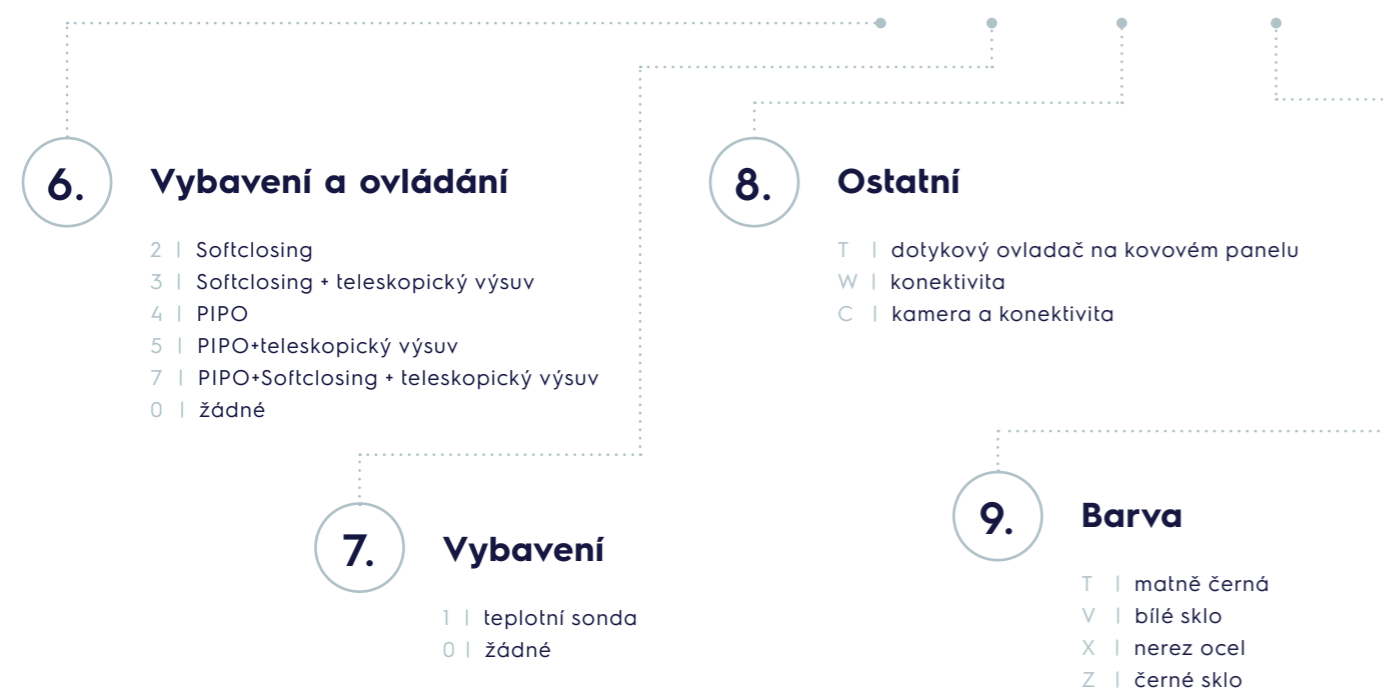 6. Vybavení a ovládání
2 | Softclosing
3 | Softclosing + teleskopický výsuv
4 | PIPO
5 | PIPO+teleskopický výsuv
7 | PIPO+Softclosing + teleskopický výsuv
0 | žádné
7. Vybavení
1 | teplotní sonda
0 | žádné
8. Ostatní
T | dotykový ovladač na kovovém panelu
W | konektivita
C | kamera a konektivita
9. Barva
T | matně černá
V | bílé sklo
X | nerez ocel
Z | černé sklo